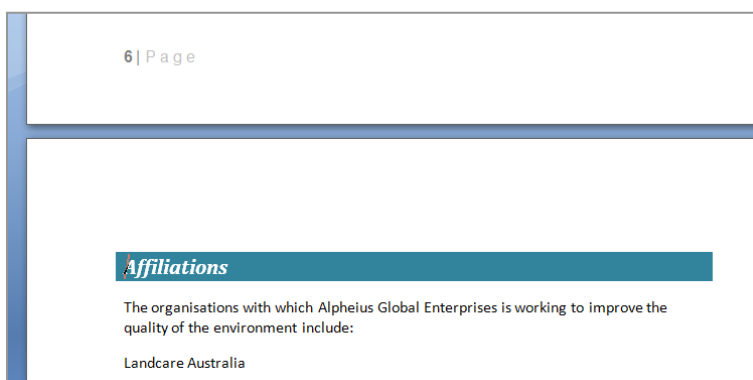 6 | P a g e
Affiliations
The organisations with which Alpheius Global Enterprises is working to improve the
quality of the environment include:
Landcare Australia